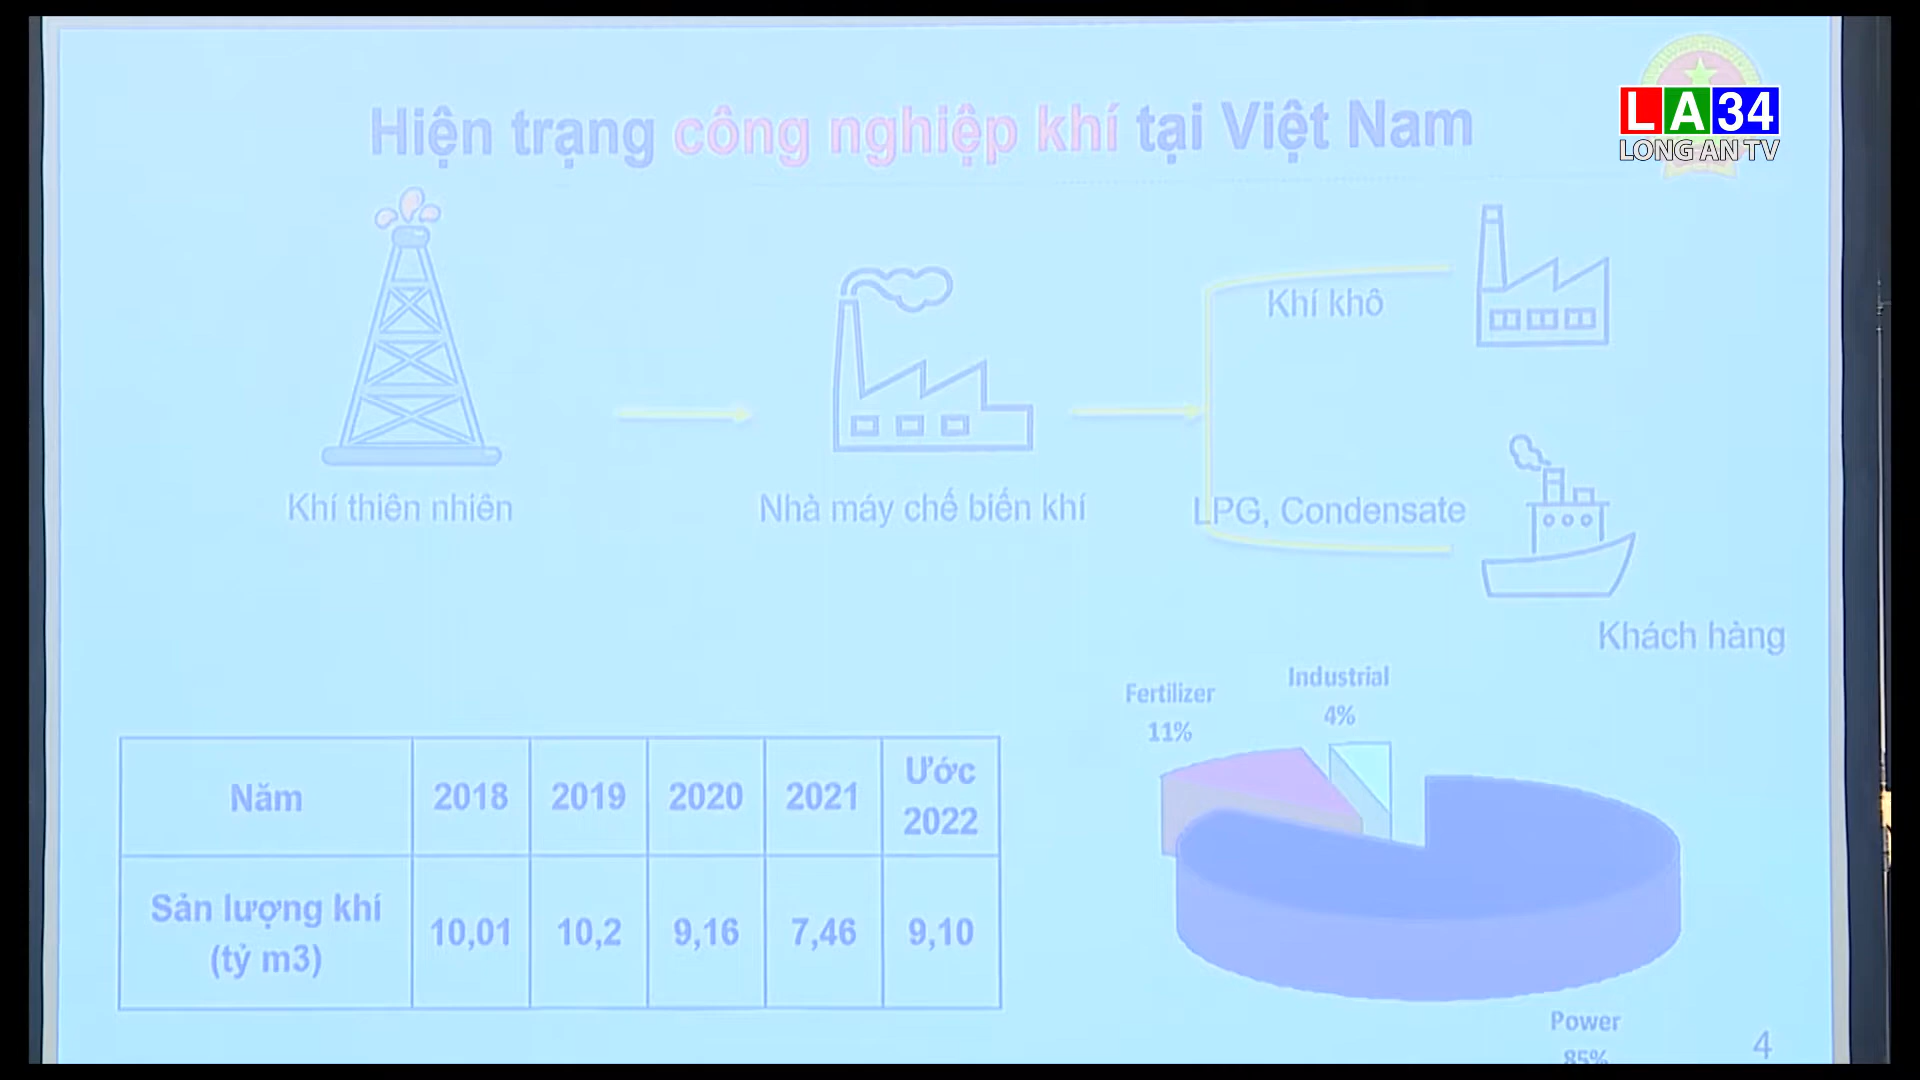 LA34
LONG AN TV
Hiện trạng công nghiệp khí tại Việt Nam
Khí khô
Khí thiên nhiên
Nhà máy chế biến khí
LPG, Condensate
Khách hàng
Industrial
4%
Fertilizer
11%
Năm 2018 2019 2020 2021 Ước 2022
Sản lượng khí (tỷ m3) 10,01 10,2 9,16 7,46 9,10
Power
85%
4